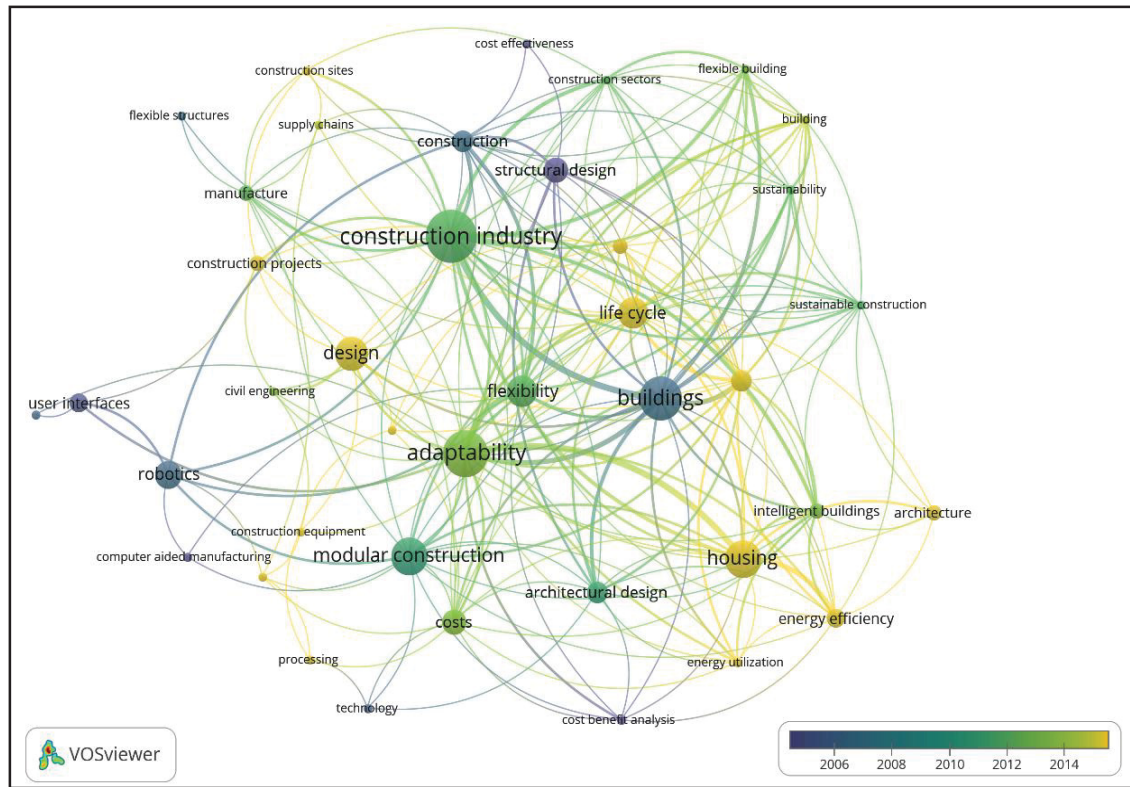 cost effectiveness
construction sites
construction sectors
flexible building
flexible structures
supply chains
construction
building
structural design
manufacture
sustainability
construction industry
construction projects
sustainable construction
life cycle
design
civil engineering
flexibility
buildings
user interfaces
adaptability
robotics
intelligent buildings
architecture
construction equipment
computer aided manufacturing
modular construction
housing
architectural design
costs
energy efficiency
processing
energy utilization
technology
cost benefit analysis
VOSviewer
2006 2008 2010 2012 2014